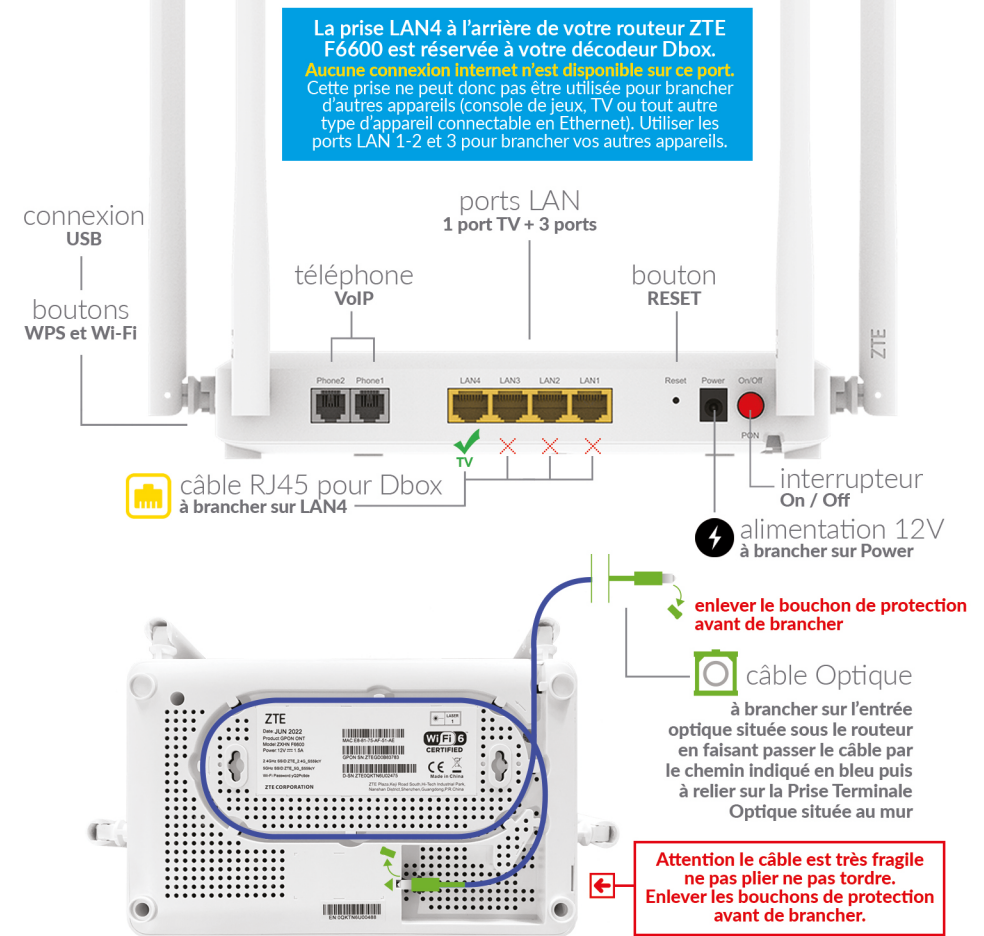 La prise LAN4 à l'arrière de votre routeur ZTE
F6600 est réservée à votre décodeur Dbox.
Aucune connexion internet n'est disponible sur ce port.
Cette prise ne peut donc pas être utilisée pour brancher
d'autres appareils (console de jeux, TV ou tout autre
type d'appareil connectable en Ethernet). Utiliser les
ports LAN 1-2 et 3 pour brancher vos autres appareils.
connexion
USB
boutons
WPS et Wi-Fi
téléphone
VoIP
ports LAN
1 port TV + 3 ports
bouton
RESET
ZTE
Phone2 Phone1
LAN4 LAN3 LAN2 LAN1
Reset Power On/Off
PON
TV
câble RJ45 pour Dbox
à brancher sur LAN4
interrupteur
On / Off
alimentation 12V
à brancher sur Power
enlever le bouchon de protection
avant de brancher
câble Optique
à brancher sur l'entrée
optique située sous le routeur
en faisant passer le câble par
le chemin indiqué en bleu puis
à relier sur la Prise Terminale
Optique située au mur
ZTE
Date: JUN 2022
Product GPON ONT
Model ZXHN F6600
Power 12V 1.5A
Wi-Fi Password
ZTE CORPORATION
LASER
1
Wi Fi 6
CERTIFIED
CE
Made in China
Attention le câble est très fragile
ne pas plier ne pas tordre.
Enlever les bouchons de protection
avant de brancher.